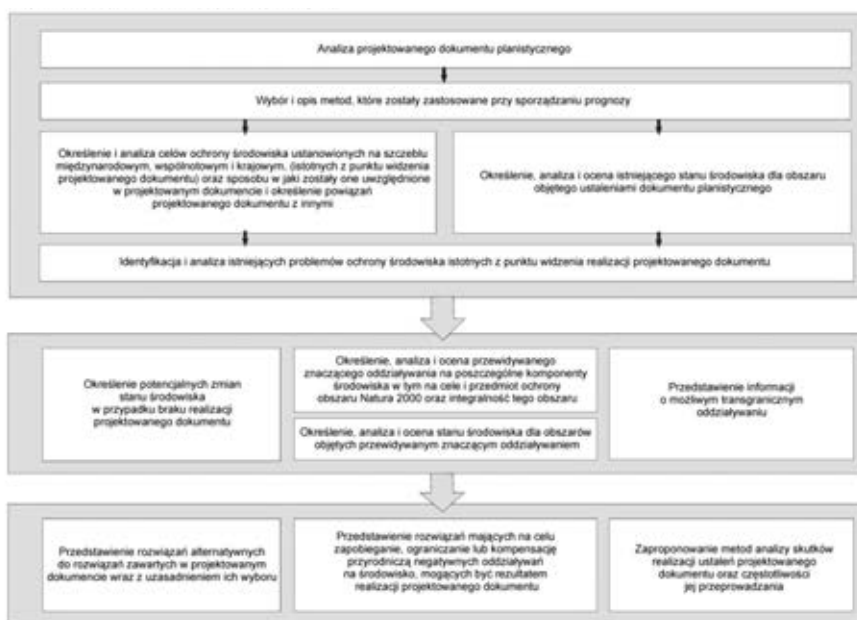 Analiza projektowanego dokumentu planistycznego
Wybór i opis metod, które zostały zastosowane przy sporządzaniu prognozy
Określenie i analiza celów ochrony środowiska ustanowionych na szczeblu
międzynarodowym, wspólnotowym i krajowym, (istotnych z punktu widzenia
projektowanego dokumentu) oraz sposobu w jaki zostały one uwzględnione
w projektowanym dokumencie i określenie powiązań
projektowanego dokumentu z innymi
Określenie, analiza i ocena istniejącego stanu środowiska dla obszaru
objętego ustaleniami dokumentu planistycznego
Identyfikacja i analiza istniejących problemów ochrony środowiska istotnych z punktu widzenia realizacji projektowanego dokumentu
Określenie potencjalnych zmian
stanu środowiska
w przypadku braku realizacji
projektowanego dokumentu
Określenie, analiza i ocena przewidywanego
znaczącego oddziaływania na poszczególne komponenty
środowiska w tym na cele i przedmiot ochrony
obszaru Natura 2000 oraz integralność tego obszaru
Określenie, analiza i ocena stanu środowiska dla obszarów
objętych przewidywanym znaczącym oddziaływaniem
Przedstawienie informacji
o możliwym transgranicznym
oddziaływaniu
Przedstawienie rozwiązań alternatywnych
do rozwiązań zawartych w projektowanym
dokumencie wraz z uzasadnieniem ich wyboru
Przedstawienie rozwiązań mających na celu
zapobieganie, ograniczanie lub kompensację
przyrodniczą negatywnych oddziaływań
na środowisko, mogących być rezultatem
realizacji projektowanego dokumentu
Zaproponowanie metod analizy skutków
realizacji ustaleń projektowanego
dokumentu oraz częstotliwości
jej przeprowadzania